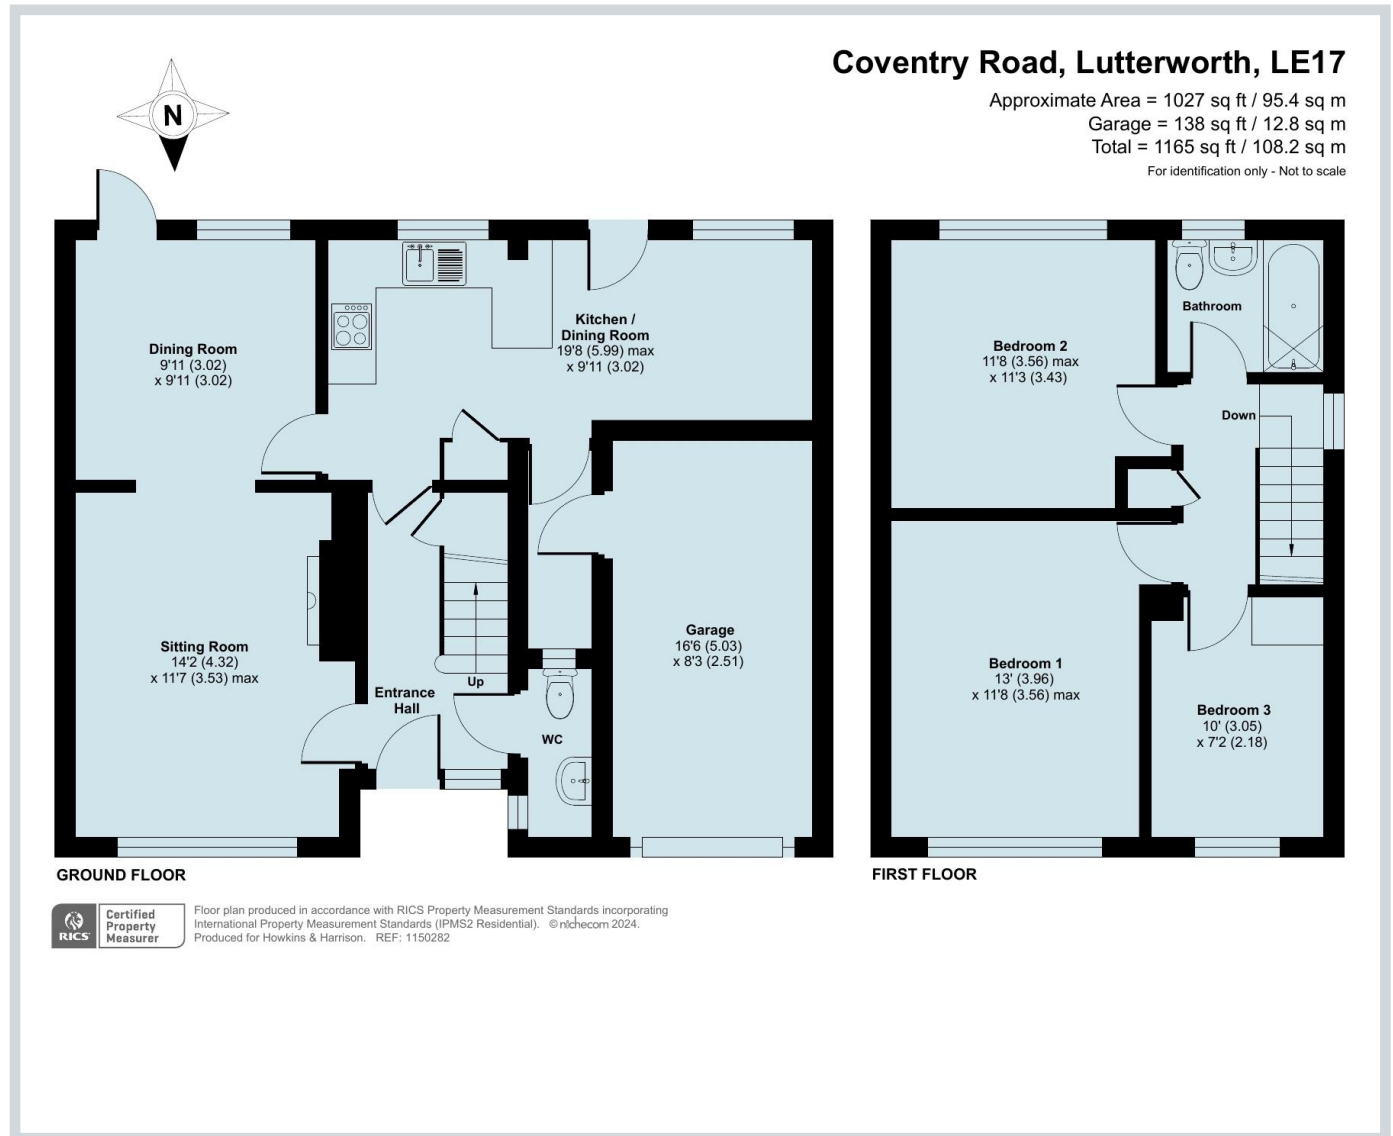 Coventry Road, Lutterworth, LE17
Approximate Area = 1027 sq ft / 95.4 sq m
Garage = 138 sq ft / 12.8 sq m
Total = 1165 sq ft / 108.2 sq m
For identification only - Not to scale
N
Dining Room
9'11 (3.02)
x 9'11 (3.02)
Kitchen /
Dining Room
19'8 (5.99) max
x 9'11 (3.02)
Sitting Room
14'2 (4.32)
x 11'7 (3.53) max
Entrance
Hall
Up
WC
Garage
16'6 (5.03)
x 8'3 (2.51)
GROUND FLOOR
Bedroom 2
11'8 (3.56) max
x 11'3 (3.43)
Bathroom
Down
Bedroom 1
13' (3.96)
x 11'8 (3.56) max
Bedroom 3
10' (3.05)
x 7'2 (2.18)
FIRST FLOOR
RICS
Certified
Property
Measurer
Floor plan produced in accordance with RICS Property Measurement Standards incorporating
International Property Measurement Standards (IPMS2 Residential). © nichecom 2024.
Produced for Howkins & Harrison. REF: 1150282